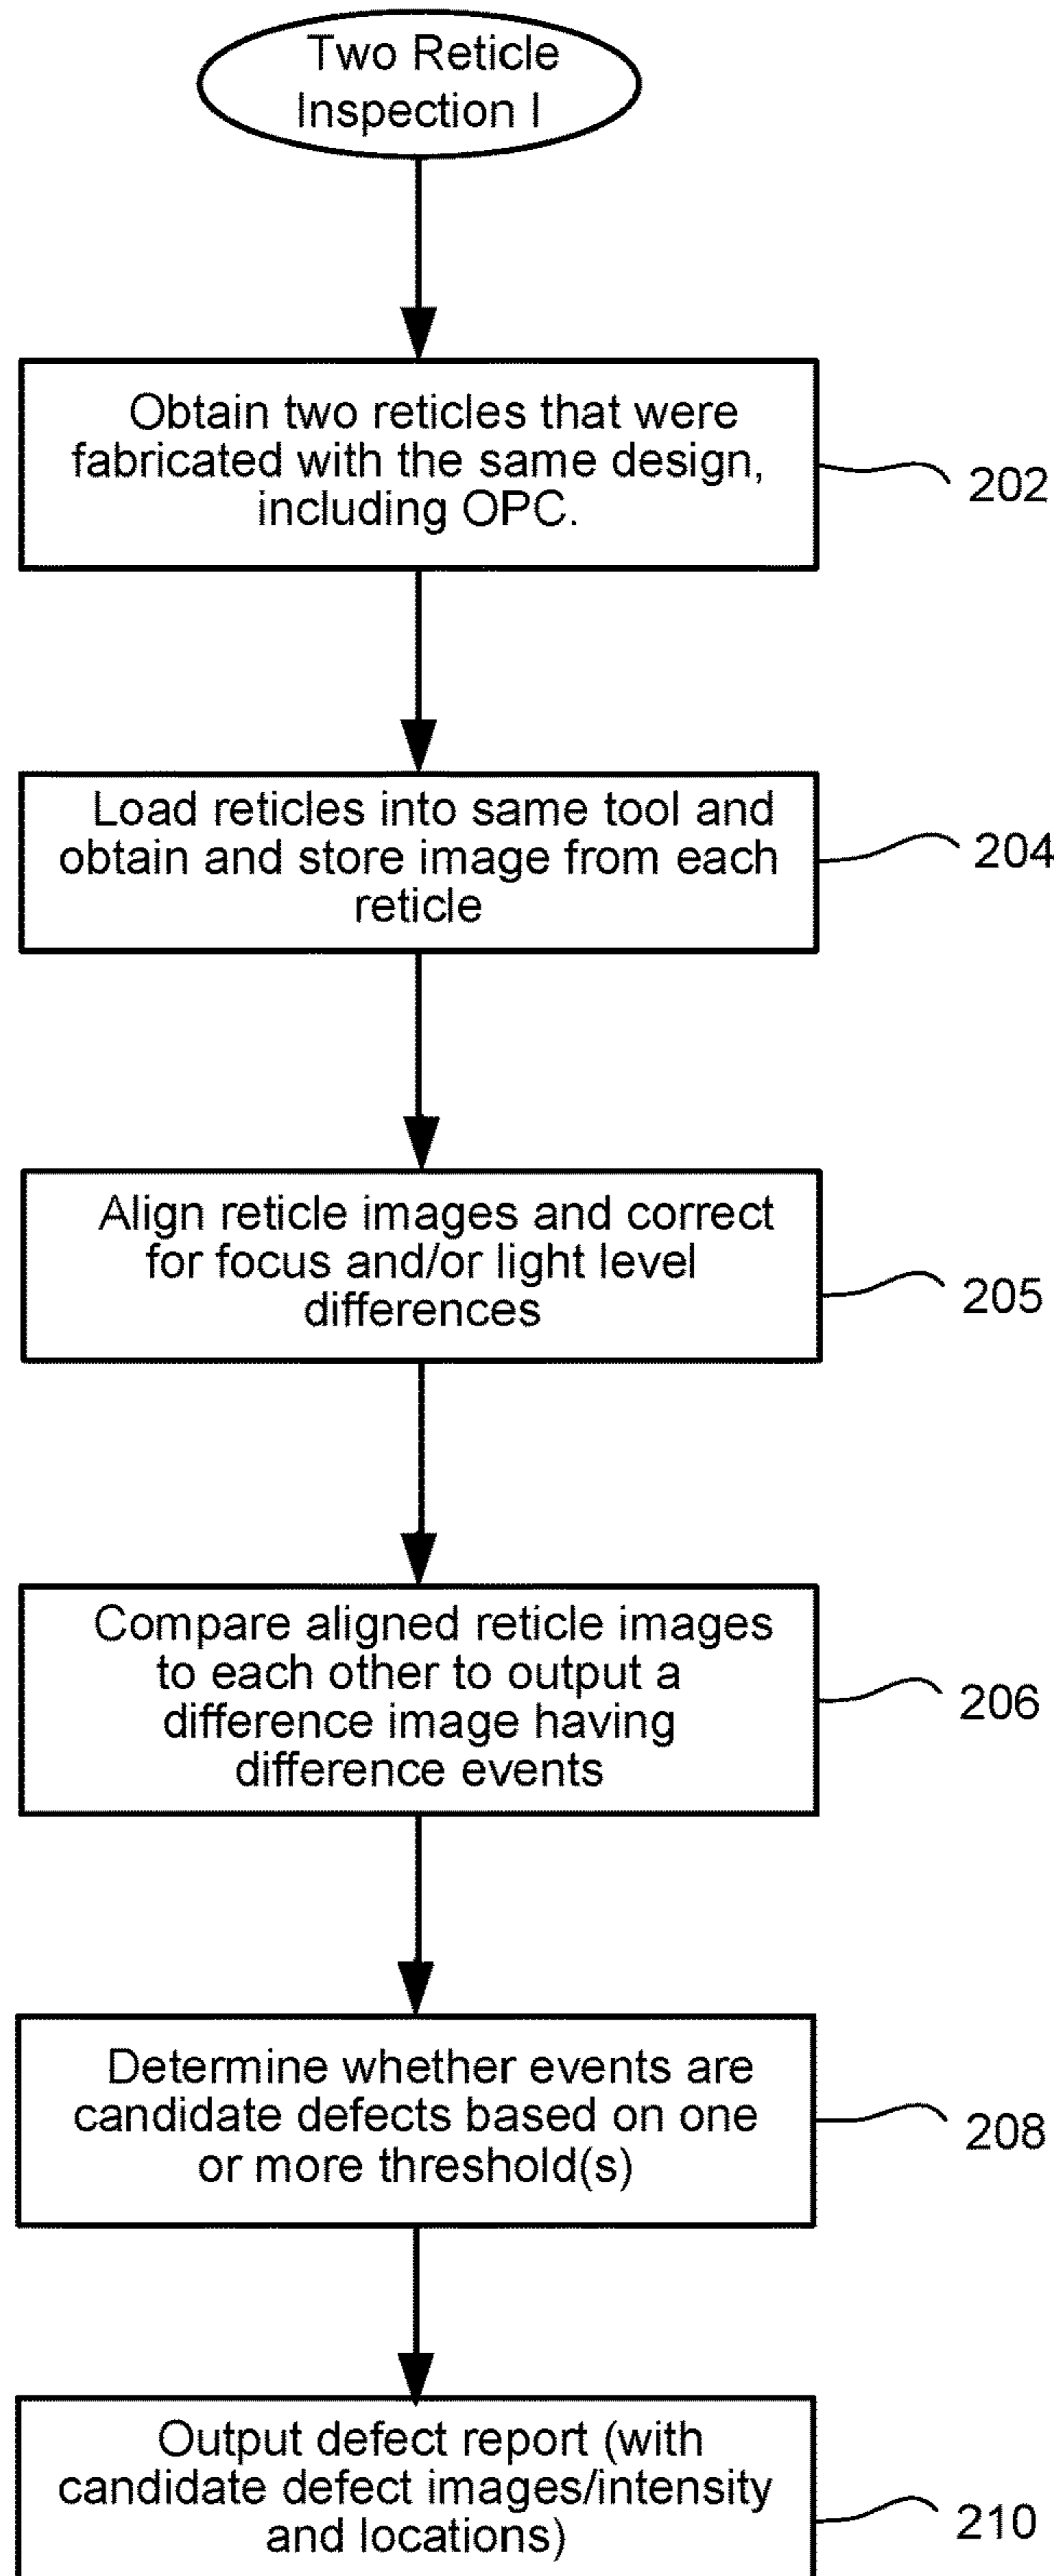 Two Reticle
Inspection I
Obtain two reticles that were
fabricated with the same design,
including OPC.
202
Load reticles into same tool and
obtain and store image from each
reticle
204
Align reticle images and correct
for focus and/or light level
differences
205
Compare aligned reticle images
to each other to output a
difference image having
difference events
206
Determine whether events are
candidate defects based on one
or more threshold(s)
208
Output defect report (with
candidate defect images/intensity
and locations)
210